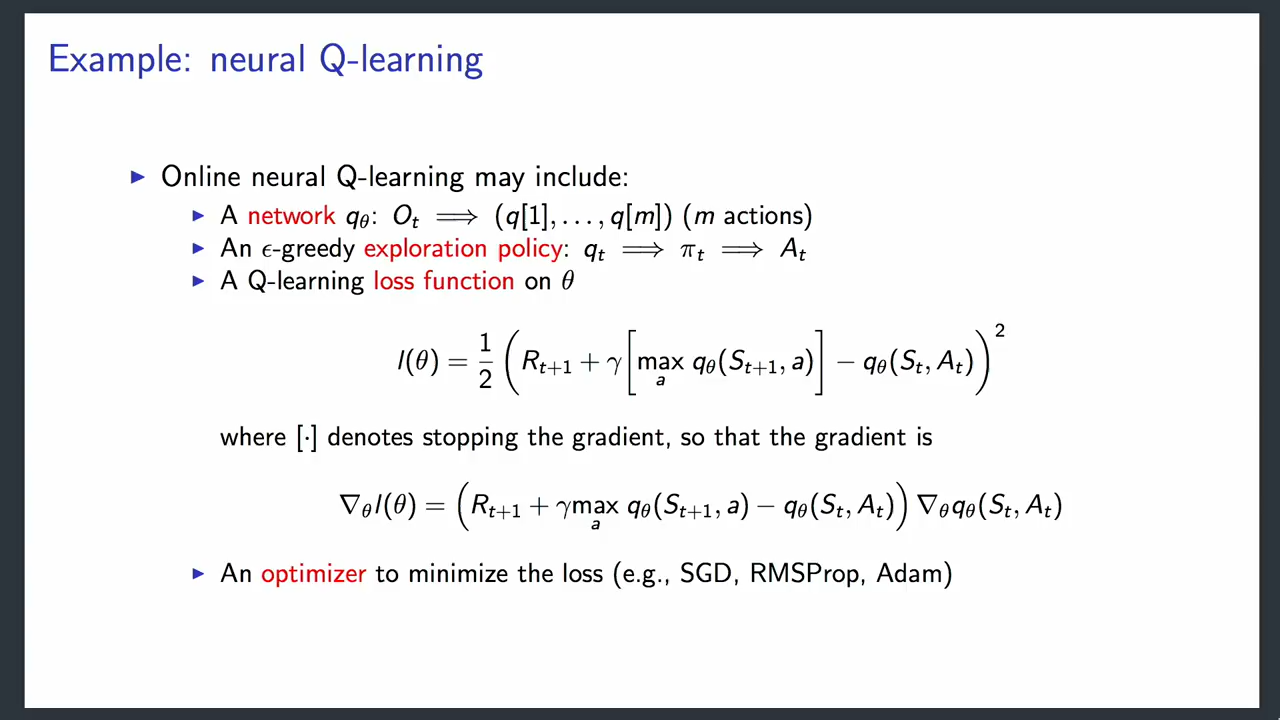 Example: neural Q-learning
▶ Online neural Q-learning may include:
▶ A network q_θ: O_t ⟹ (q[1], . . . , q[m]) (m actions)
▶ An ϵ-greedy exploration policy: q_t ⟹ π_t ⟹ A_t
▶ A Q-learning loss function on θ
I(θ) = 1/2 (R_{t+1} + γ [max_a q_θ(S_{t+1}, a)] − q_θ(S_t, A_t))^2
where [·] denotes stopping the gradient, so that the gradient is
∇_θ I(θ) = (R_{t+1} + γ max_a q_θ(S_{t+1}, a) − q_θ(S_t, A_t)) ∇_θ q_θ(S_t, A_t)
▶ An optimizer to minimize the loss (e.g., SGD, RMSProp, Adam)